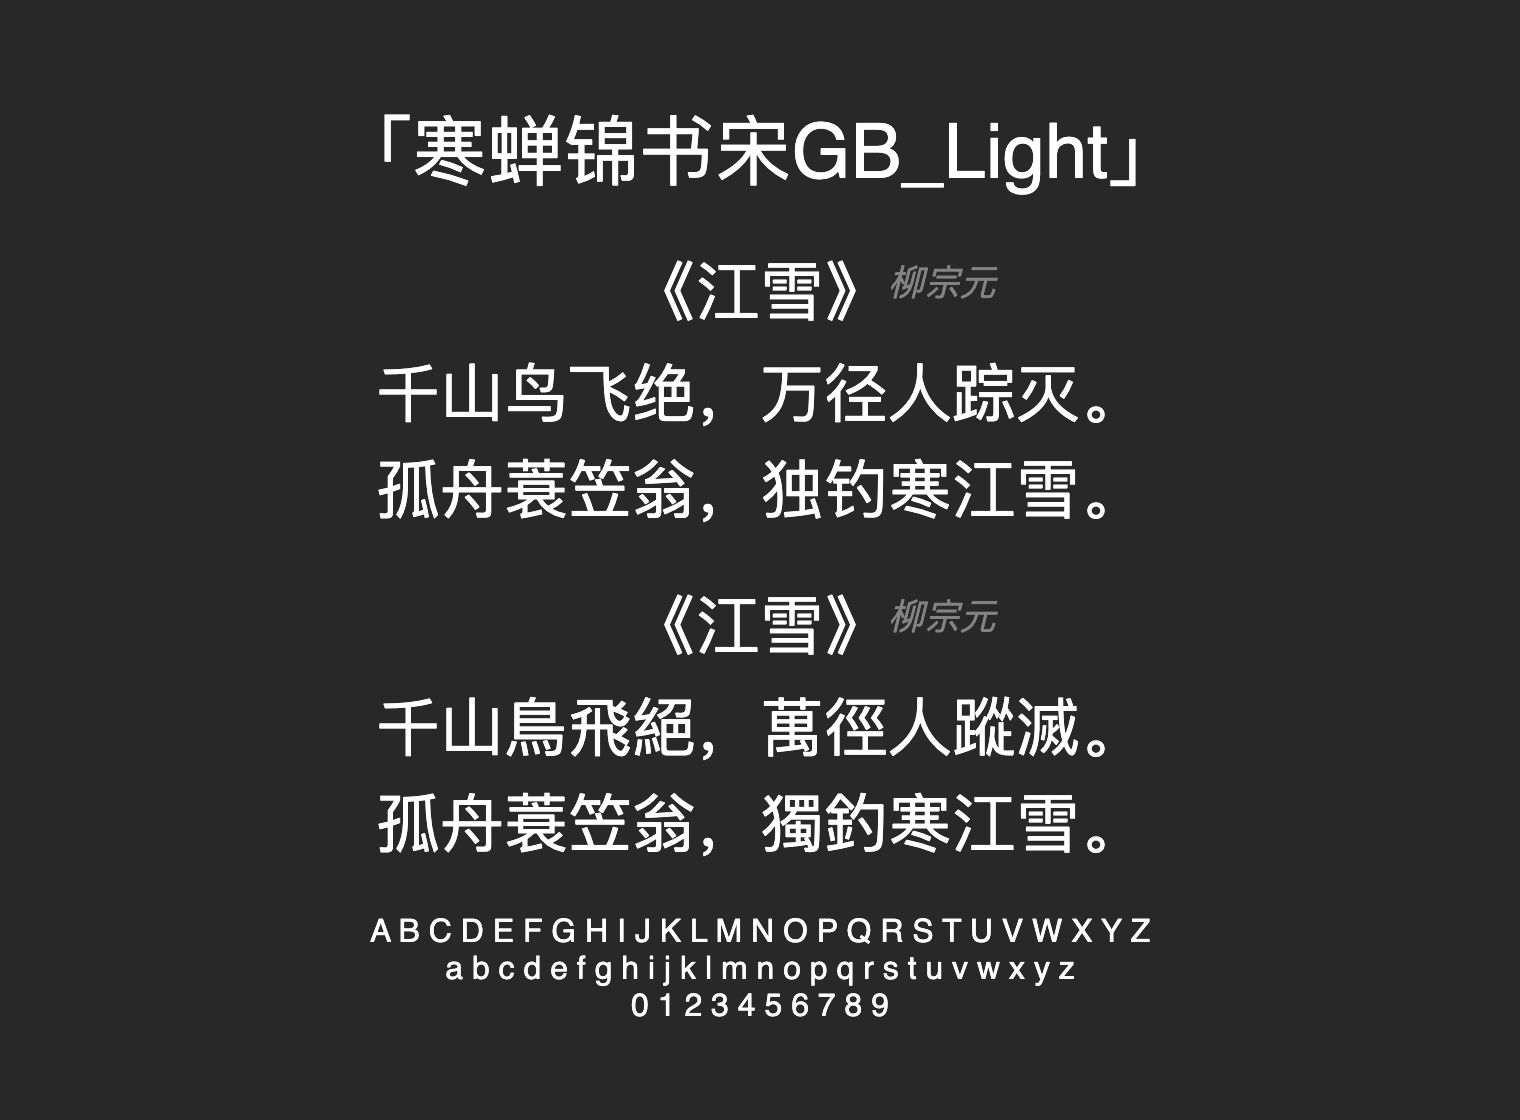 「寒蝉锦书宋GB_Light」
《江雪》柳宗元
千山鸟飞绝，万径人踪灭。
孤舟蓑笠翁，独钓寒江雪。
《江雪》柳宗元
千山鳥飛絕，萬徑人蹤滅。
孤舟蓑笠翁，獨釣寒江雪。
A B C D E F G H I J K L M N O P Q R S T U V W X Y Z
a b c d e f g h i j k l m n o p q r s t u v w x y z
0 1 2 3 4 5 6 7 8 9